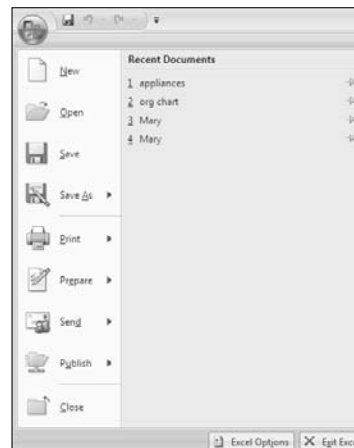 New
Open
Save
Save As
Print
Prepare
Send
Publish
Close
Recent Documents
1 appliances
2 org chart
3 Mary
4 Mary
Excel Options
Exit Exce